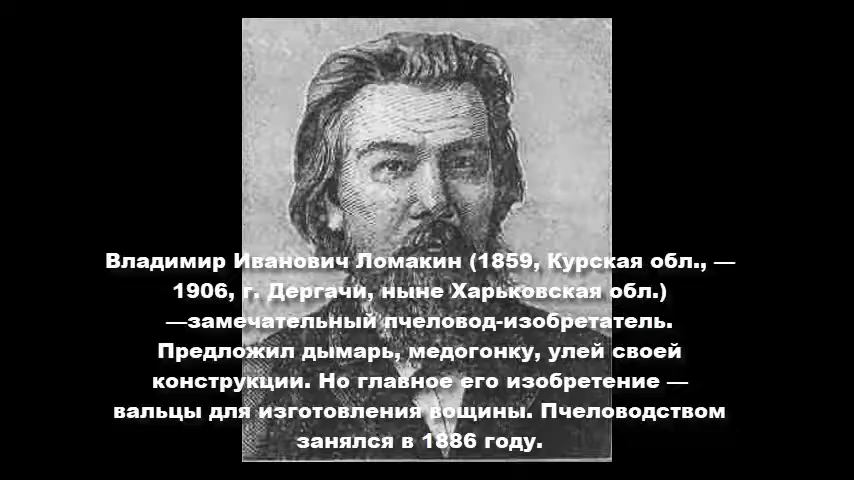 Владимир Иванович Ломакин (1859, Курская обл., —
1906, г. Дергачи, ныне Харьковская обл.)
—замечательный пчеловод-изобретатель.
Предложил дымарь, медогонку, улей своей
конструкции. Но главное его изобретение —
вальцы для изготовления вощины. Пчеловодством
занялся в 1886 году.